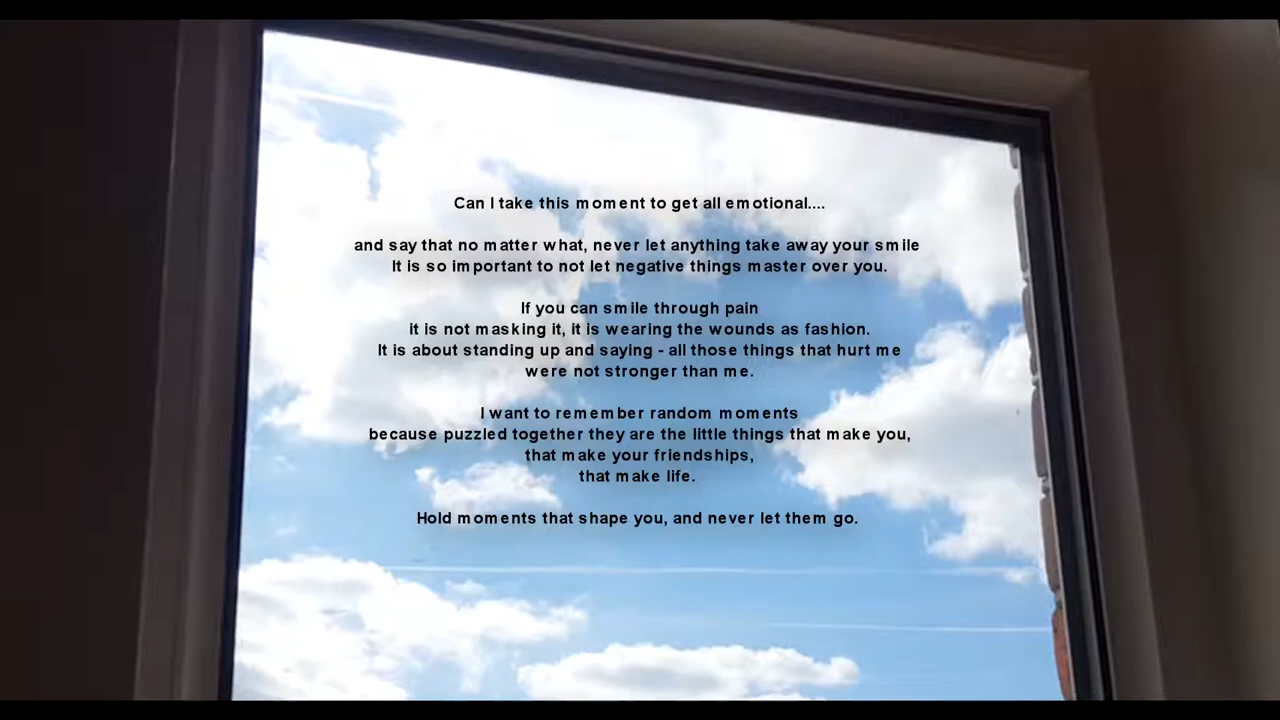 Can I take this moment to get all emotional....
and say that no matter what, never let anything take away your smile
It is so important to not let negative things master over you.
If you can smile through pain
it is not masking it, it is wearing the wounds as fashion.
It is about standing up and saying - all those things that hurt me
were not stronger than me.
I want to remember random moments
because puzzled together they are the little things that make you,
that make your friendships,
that make life.
Hold moments that shape you, and never let them go.